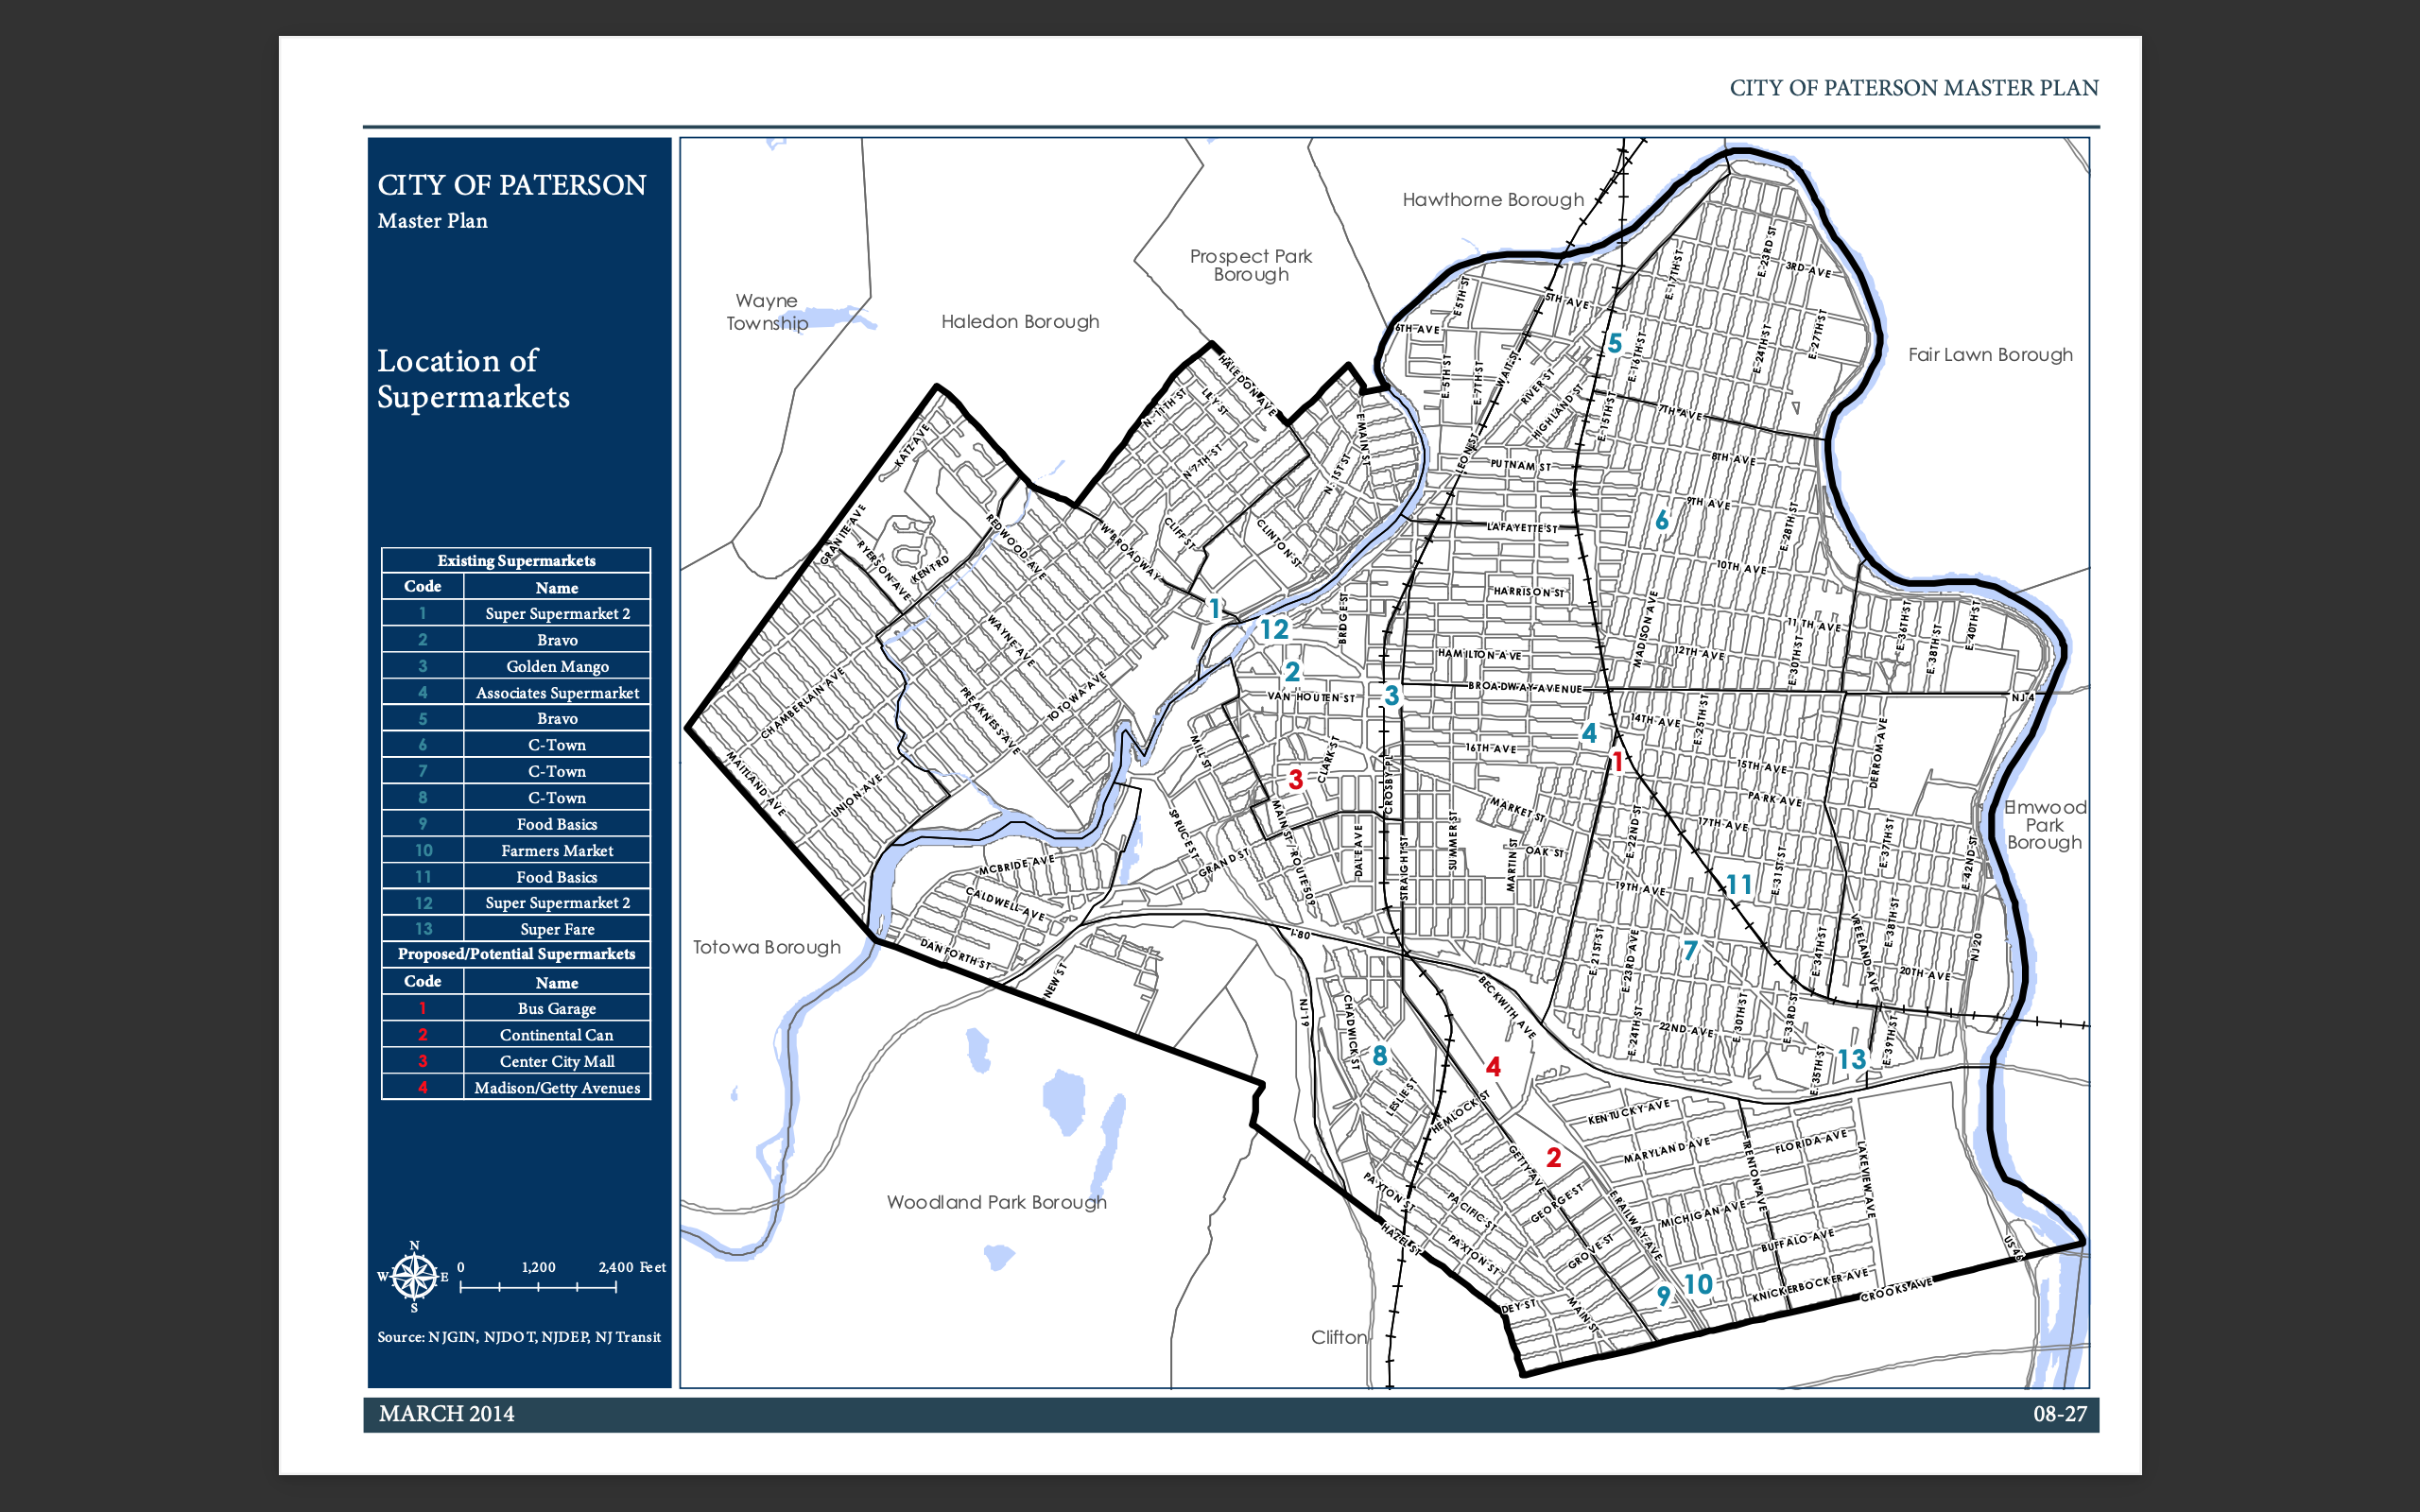 CITY OF PATERSON MASTER PLAN
CITY OF PATERSON
Master Plan
Location of
Supermarkets
Existing Supermarkets
Code Name
1 Super Supermarket 2
2 Bravo
3 Golden Mango
4 Associates Supermarket
5 Bravo
6 C-Town
7 C-Town
8 C-Town
9 Food Basics
10 Farmers Market
11 Food Basics
12 Super Supermarket 2
13 Super Fare
Proposed/Potential Supermarkets
Code Name
1 Bus Garage
2 Continental Can
3 Center City Mall
4 Madison/Getty Avenues
N
W E
S
0 1,200 2,400 Feet
Source: NJGIN, NJDOT, NJDEP, NJ Transit
Hawthorne Borough
Prospect Park
Borough
Wayne
Township
Haledon Borough
Fair Lawn Borough
Elmwood
Park
Borough
Totowa Borough
Woodland Park Borough
Clifton
E 5TH ST
5TH AVE
6TH AVE
E. 17TH ST
E. 23RD ST
3RD AVE
E. 5TH ST
E. 7TH ST
WAIT ST
RIVER ST
HIGHLAND ST
E. 16TH ST
E. 15TH ST
E. 24TH ST
E. 27TH ST
7TH AVE
8TH AVE
9TH AVE
10TH AVE
E. 28TH ST
HALEDON AVE
N. 11TH ST
LILY ST
N 7TH ST
E MAIN ST
N. 1ST ST
CLIFF ST
CLINTON ST
W BROADWAY
KATZ AVE
GRANITE AVE
RYERSON AVE
KENT RD
REDWOOD AVE
WAYNE AVE
PREAKNESS AVE
TOTOWA AVE
CHAMBERLAIN AVE
MAITLAND AVE
UNION AVE
LEON ST
PUTNAM ST
LAFAYETTE ST
HARRISON ST
BRDGE ST
HAMILTON AVE
BROADWAY AVENUE
VAN HOUTEN ST
MADISON AVE
11 TH AVE
12TH AVE
E. 30TH ST
E. 36TH ST
E. 38TH ST
E. 40TH ST
NJ 4
14TH AVE
E. 25TH ST
15TH AVE
16TH AVE
PARK AVE
17TH AVE
DERROM AVE
MILL ST
CLARK ST
CROSBY PL
MARKET ST
SPRUCE ST
MAIN ST / ROUTE 509
GRAND ST
DALE AVE
STRAIGHT ST
SUMMER ST
MARTIN ST
OAK ST
E. 22ND ST
19TH AVE
E. 31ST ST
E. 37TH ST
E. 42ND ST
MCBRIDE AVE
CALDWELL AVE
DANFORTH ST
NEW ST
I-80
NJ 19
E. 21ST ST
E. 23RD AVE
E. 34TH ST
VREELAND AVE
E. 38TH ST
20TH AVE
NJ 20
BECKWITH AVE
CHADWICK ST
E. 24TH ST
22ND AVE
E. 30TH ST
E. 33RD ST
E. 35TH ST
E. 39TH ST
LESLIE ST
HEMLOCK ST
KENTUCKY AVE
MARYLAND AVE
TRENTON AVE
FLORIDA AVE
LAKEVIEW AVE
GETTY AVE
GEORGE ST
E RAILWAY AVE
MICHIGAN AVE
BUFFALO AVE
PAXTON ST
PACIFIC ST
HAZEL ST
PAXTON ST
GROVE ST
DEY ST
MAIN ST
KNICKERBOCKER AVE
CROOKS AVE
US 46
5
6
1
12
2
3
4
1
3
11
7
8
4
13
2
9
10
MARCH 2014
08-27